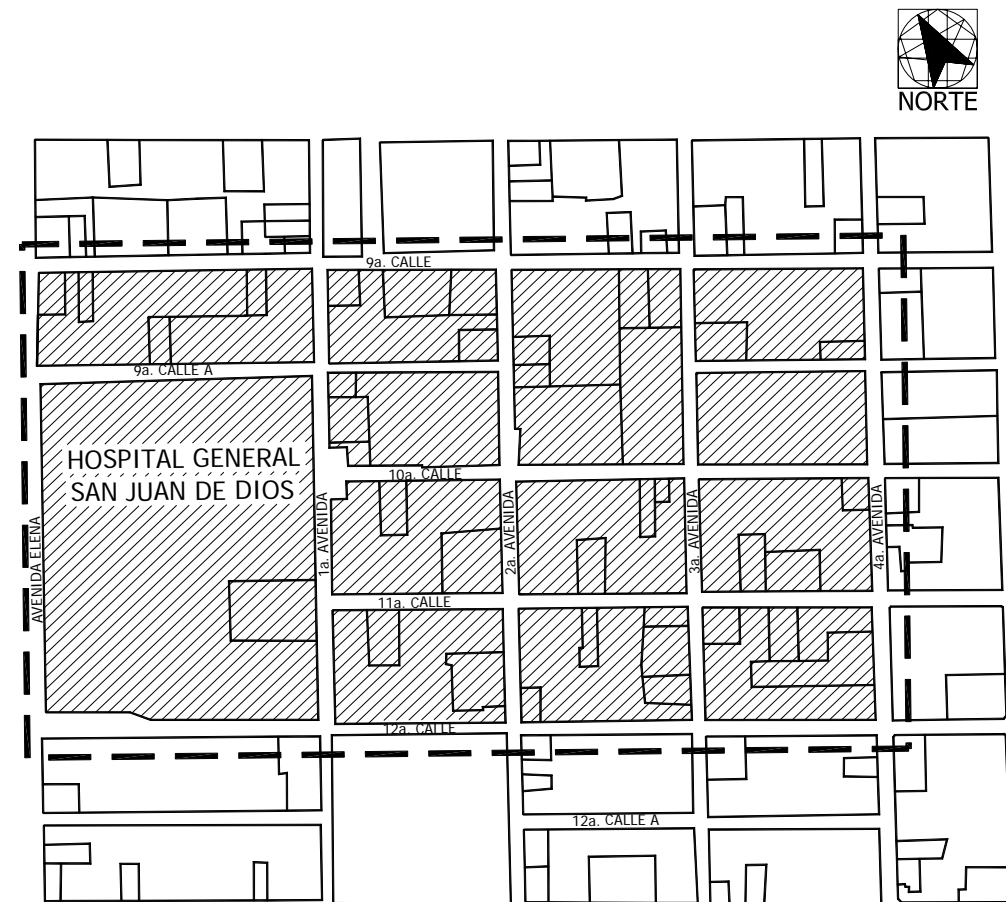 NORTE
9a. CALLE
9a. CALLE A
HOSPITAL GENERAL
SAN JUAN DE DIOS
10a. CALLE
AVENIDA ELENA
1a. AVENIDA
2a. AVENIDA
3a. AVENIDA
4a. AVENIDA
11a. CALLE
12a. CALLE
12a. CALLE A